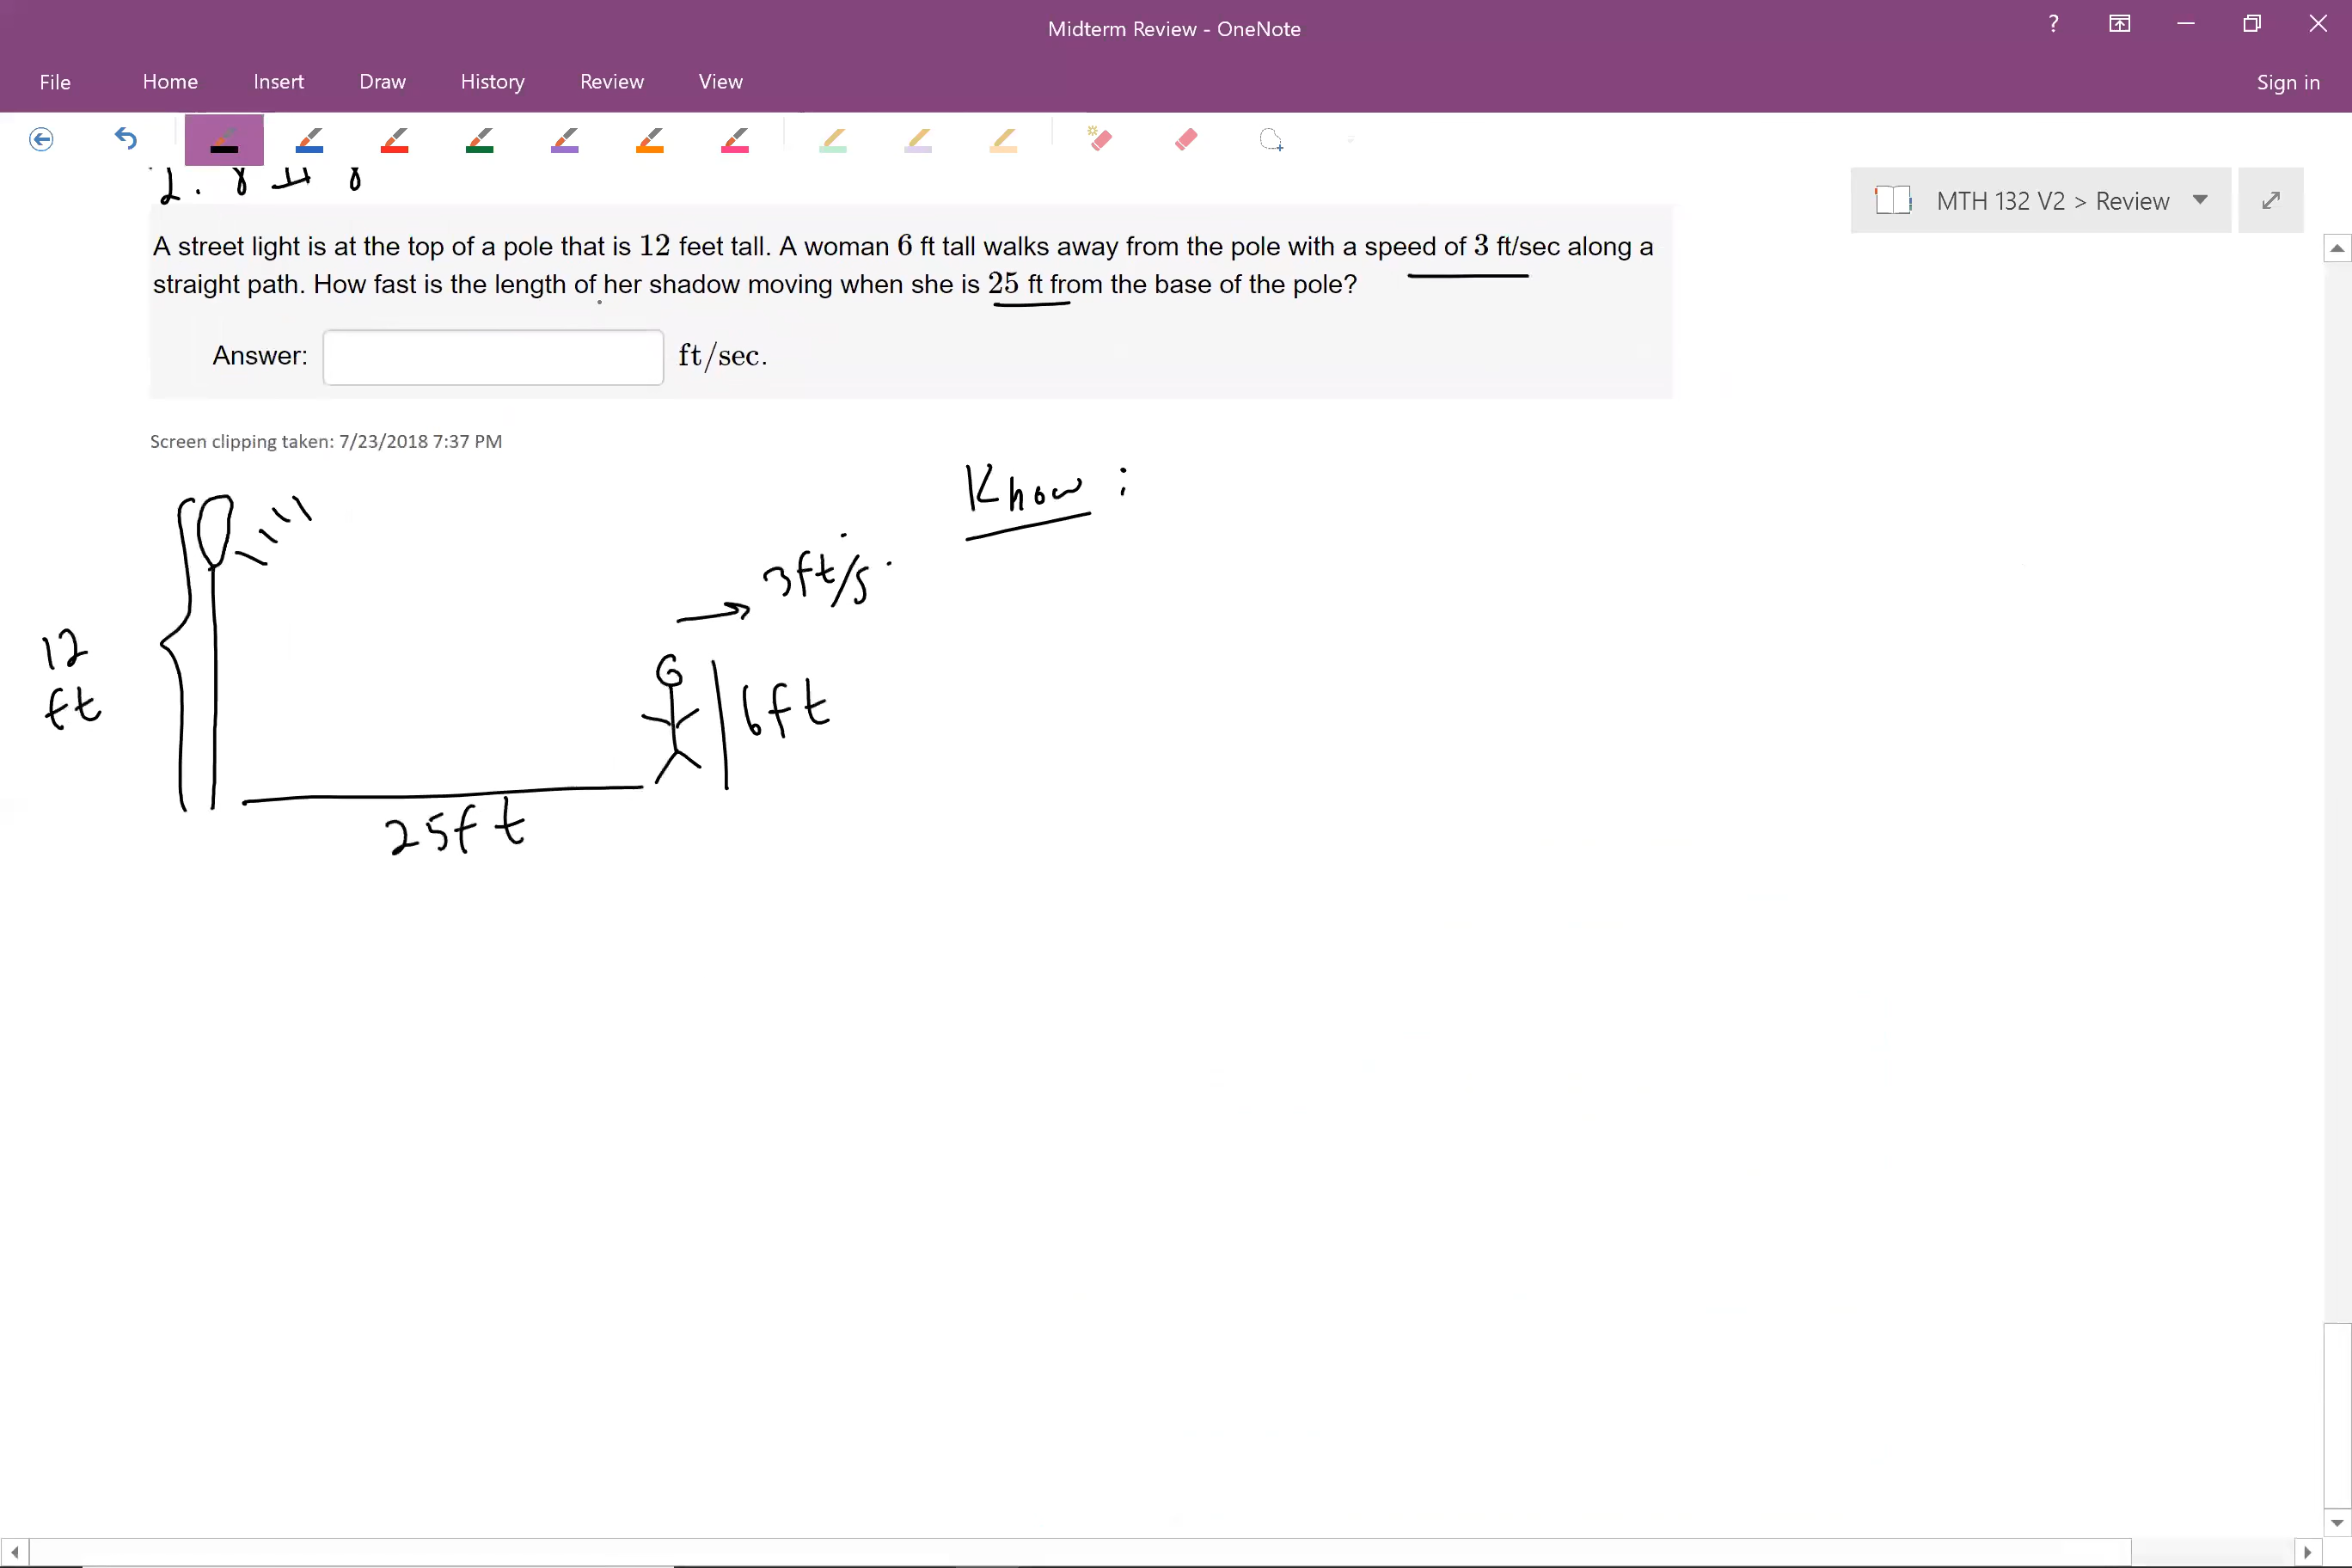 Midterm Review - OneNote
?
File Home Insert Draw History Review View Sign in
MTH 132 V2 > Review
A street light is at the top of a pole that is 12 feet tall. A woman 6 ft tall walks away from the pole with a speed of 3 ft/sec along a
straight path. How fast is the length of her shadow moving when she is 25 ft from the base of the pole?
Answer: ft/sec.
Screen clipping taken: 7/23/2018 7:37 PM
Know :
3ft/s
12
ft
6ft
25ft